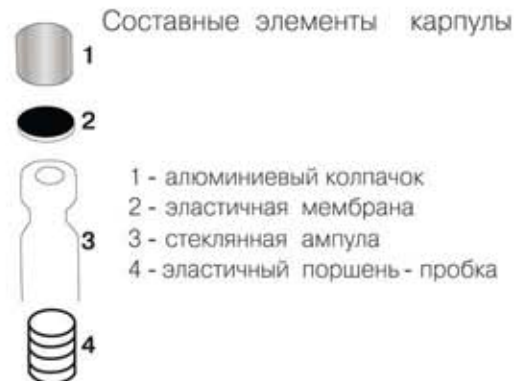 Составные элементы карпулы
1
2
1 - алюминиевый колпачок
2 - эластичная мембрана
3
3 - стеклянная ампула
4 - эластичный поршень - пробка
4